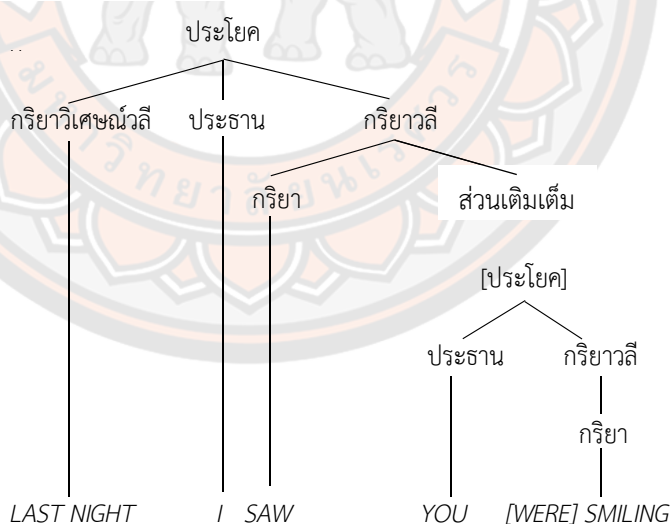 ประโยค
กริยาวิเศษณ์วลี ประธาน กริยาวลี
กริยา ส่วนเติมเต็ม
[ประโยค]
ประธาน กริยาวลี
กริยา
LAST NIGHT I SAW YOU [WERE] SMILING